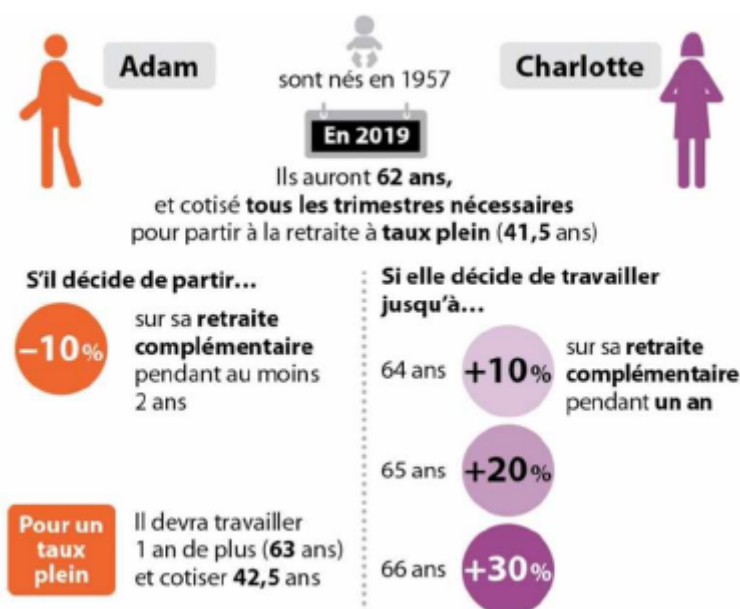 Adam
Charlotte
sont nés en 1957
En 2019
Ils auront 62 ans,
et cotisé tous les trimestres nécessaires
pour partir à la retraite à taux plein (41,5 ans)
S'il décide de partir...
–10%
sur sa retraite
complémentaire
pendant au moins
2 ans
Pour un
taux
plein
Il devra travailler
1 an de plus (63 ans)
et cotiser 42,5 ans
Si elle décide de travailler
jusqu'à...
64 ans +10%
sur sa retraite
complémentaire
pendant un an
65 ans +20%
66 ans +30%